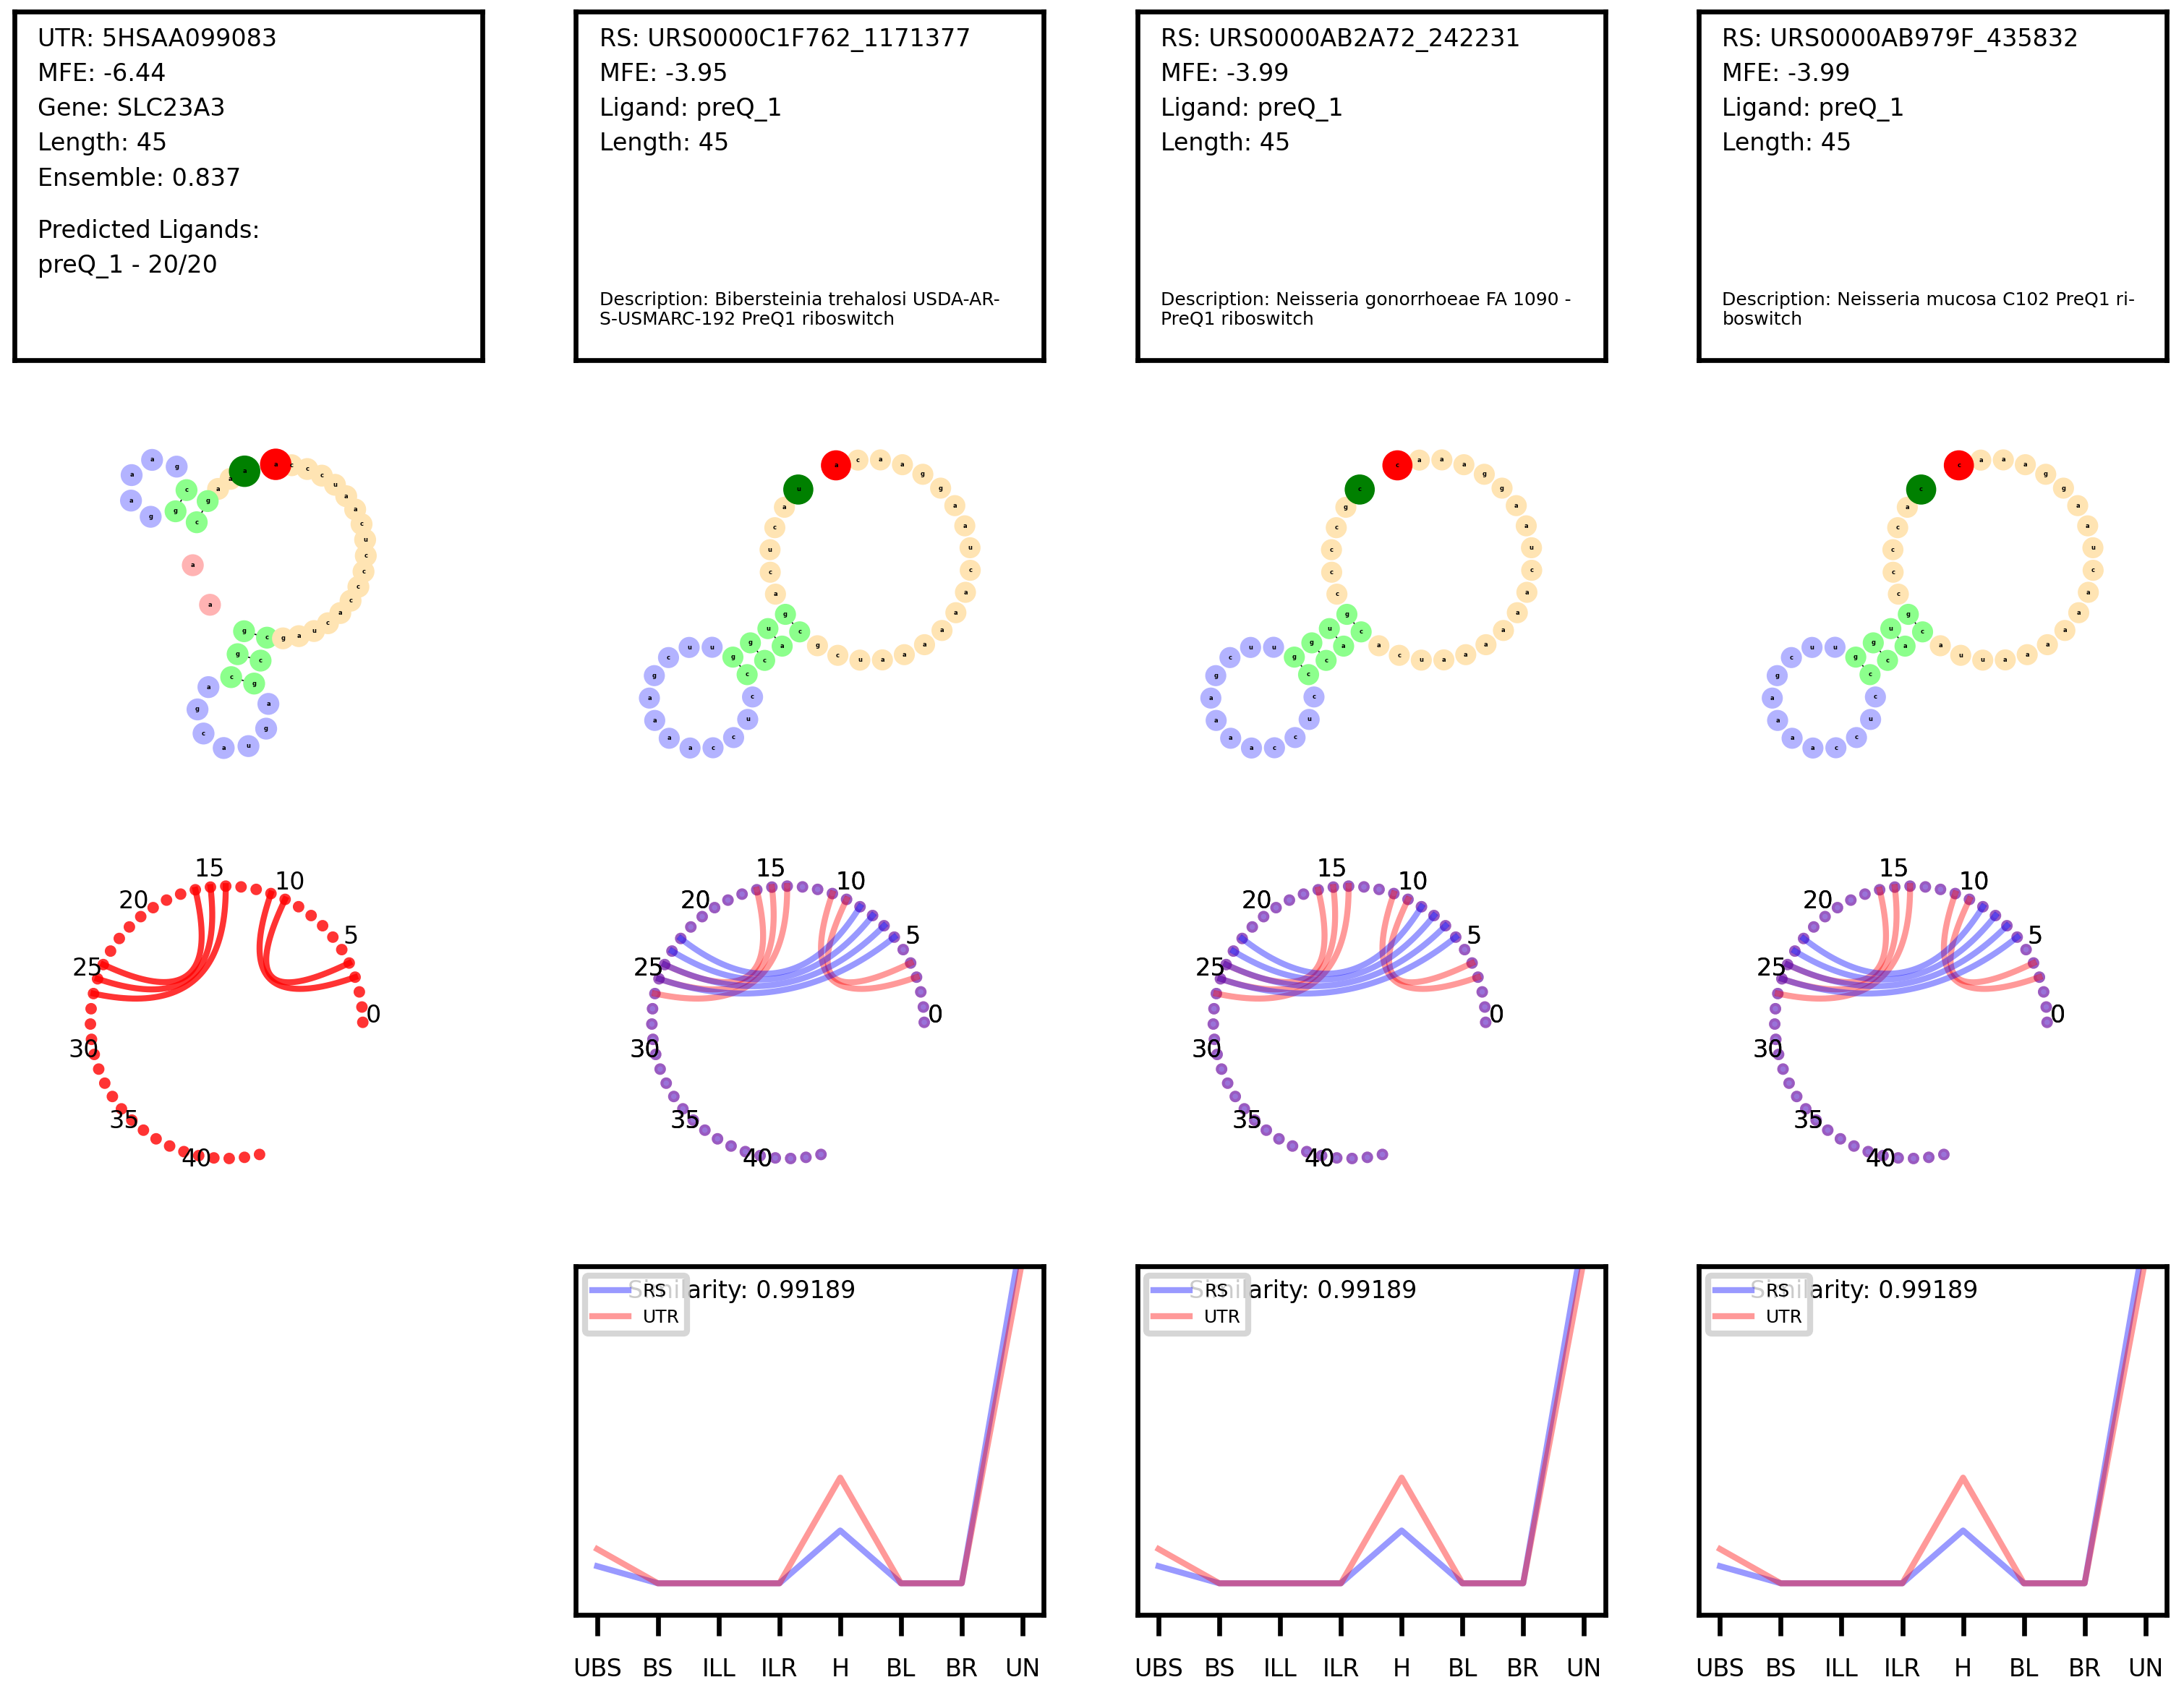 UTR: 5HSAA099083
MFE: -6.44
Gene: SLC23A3
Length: 45
Ensemble: 0.837
Predicted Ligands:
preQ_1 - 20/20
RS: URS0000C1F762_1171377
MFE: -3.95
Ligand: preQ_1
Length: 45
Description: Bibersteinia trehalosi USDA-AR-
S-USMARC-192 PreQ1 riboswitch
RS: URS0000AB2A72_242231
MFE: -3.99
Ligand: preQ_1
Length: 45
Description: Neisseria gonorrhoeae FA 1090 -
PreQ1 riboswitch
RS: URS0000AB979F_435832
MFE: -3.99
Ligand: preQ_1
Length: 45
Description: Neisseria mucosa C102 PreQ1 ri-
boswitch
0
5
10
15
20
25
30
35
40
0
5
10
15
20
25
30
35
40
0
5
10
15
20
25
30
35
40
0
5
10
15
20
25
30
35
40
Similarity: 0.99189
RS
UTR
UBS BS ILL ILR H BL BR UN
Similarity: 0.99189
RS
UTR
UBS BS ILL ILR H BL BR UN
Similarity: 0.99189
RS
UTR
UBS BS ILL ILR H BL BR UN